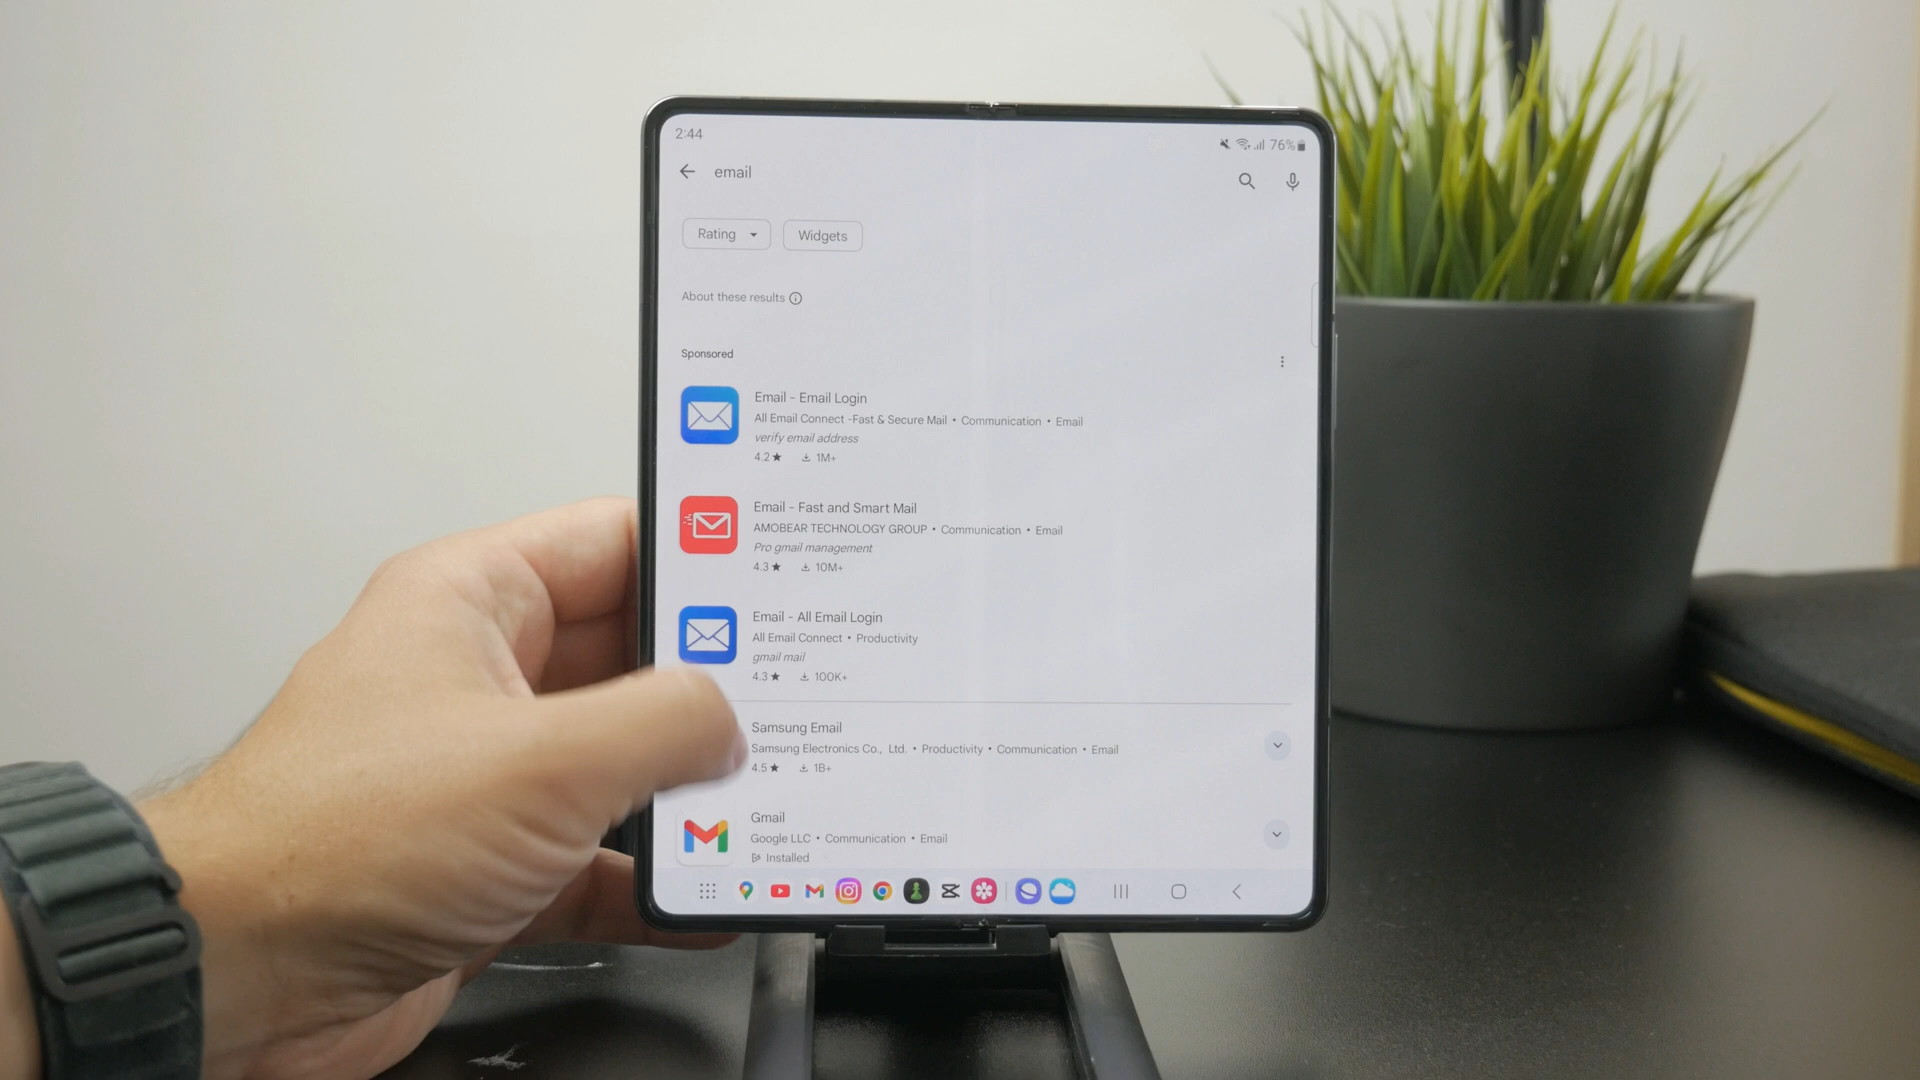 2:44
76%
email
Rating
Widgets
About these results
Sponsored
Email - Email Login
All Email Connect -Fast & Secure Mail • Communication • Email
verify email address
4.2★ 1M+
Email - Fast and Smart Mail
AMOBEAR TECHNOLOGY GROUP • Communication • Email
Pro gmail management
4.3★ 10M+
Email - All Email Login
All Email Connect • Productivity
gmail mail
4.3★ 100K+
Samsung Email
Samsung Electronics Co., Ltd. • Productivity • Communication • Email
4.5★ 1B+
Gmail
Google LLC • Communication • Email
Installed